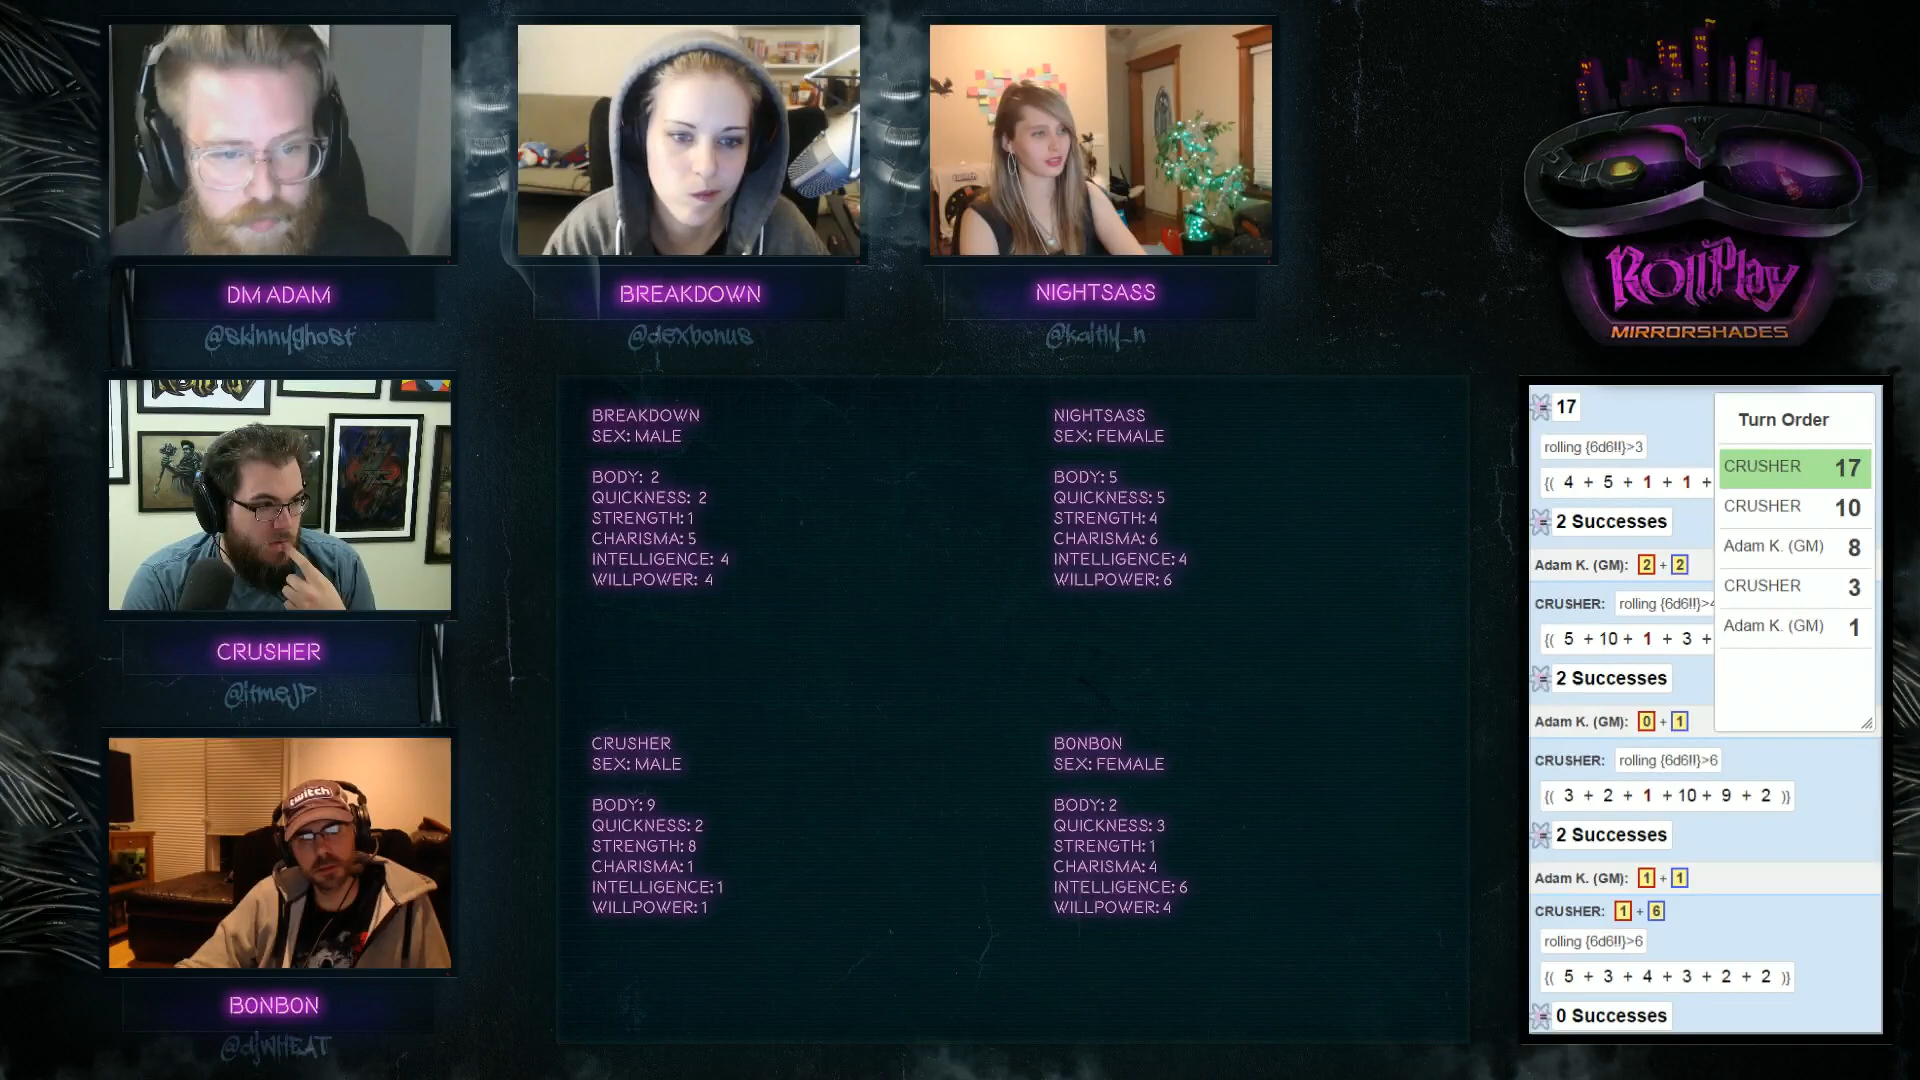 DM ADAM
@skinnyghost
BREAKDOWN
@dexbonus
NIGHTSASS
@kaitly_n
RollPlay
MIRRORSHADES
twitch
CRUSHER
@itmeJP
twitch
BONBON
@djWHEAT
BREAKDOWN
SEX: MALE
BODY: 2
QUICKNESS: 2
STRENGTH: 1
CHARISMA: 5
INTELLIGENCE: 4
WILLPOWER: 4
NIGHTSASS
SEX: FEMALE
BODY: 5
QUICKNESS: 5
STRENGTH: 4
CHARISMA: 6
INTELLIGENCE: 4
WILLPOWER: 6
CRUSHER
SEX: MALE
BODY: 9
QUICKNESS: 2
STRENGTH: 8
CHARISMA: 1
INTELLIGENCE: 1
WILLPOWER: 1
BONBON
SEX: FEMALE
BODY: 2
QUICKNESS: 3
STRENGTH: 1
CHARISMA: 4
INTELLIGENCE: 6
WILLPOWER: 4
= 17
rolling {6d6!!}>3
{( 4 + 5 + 1 + 1 +
= 2 Successes
Adam K. (GM): 2 + 2
CRUSHER: rolling {6d6!!}>4
{( 5 + 10 + 1 + 3 +
= 2 Successes
Adam K. (GM): 0 + 1
CRUSHER: rolling {6d6!!}>6
{( 3 + 2 + 1 + 10 + 9 + 2 )}
= 2 Successes
Adam K. (GM): 1 + 1
CRUSHER: 1 + 6
rolling {6d6!!}>6
{( 5 + 3 + 4 + 3 + 2 + 2 )}
= 0 Successes
Turn Order
CRUSHER 17
CRUSHER 10
Adam K. (GM) 8
CRUSHER 3
Adam K. (GM) 1